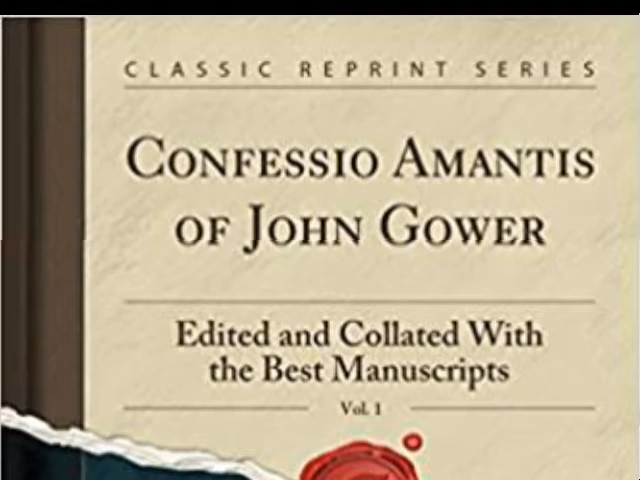 CLASSIC REPRINT SERIES
CONFESSIO AMANTIS
OF JOHN GOWER
Edited and Collated With
the Best Manuscripts
Vol. 1